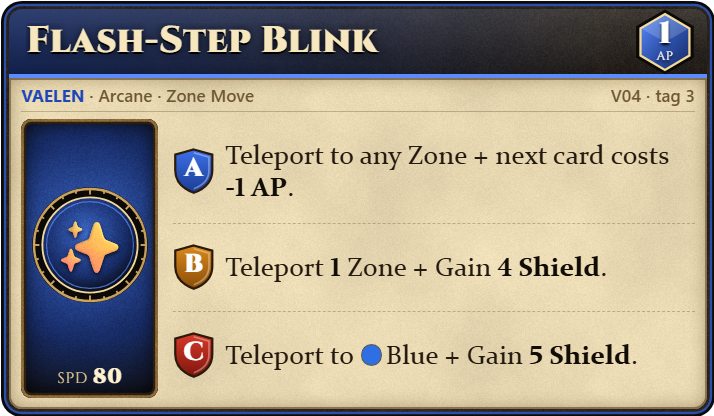 Flash-Step Blink
1
AP
VAELEN · Arcane · Zone Move
V04 · tag 3
A
Teleport to any Zone + next card costs
-1 AP.
B
Teleport 1 Zone + Gain 4 Shield.
C
Teleport to Blue + Gain 5 Shield.
SPD 80